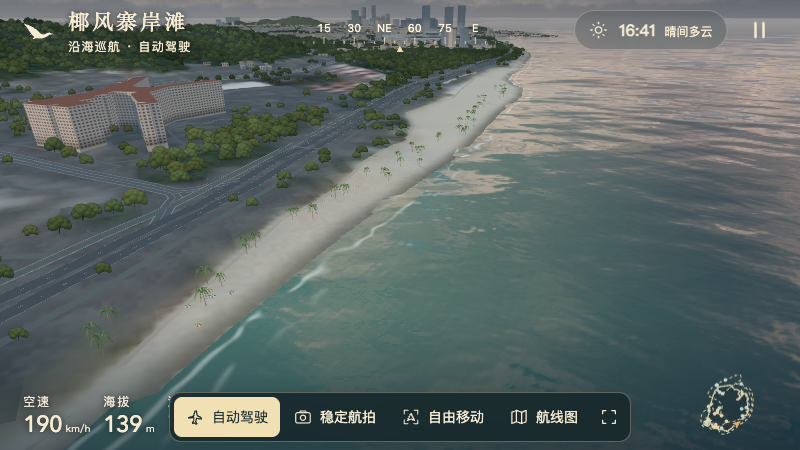 椰风寨岸滩
沿海巡航 · 自动驾驶
15 30 NE 60 75 E
16:41 晴间多云
空速
190 km/h
海拔
139 m
自动驾驶
稳定航拍
自由移动
航线图